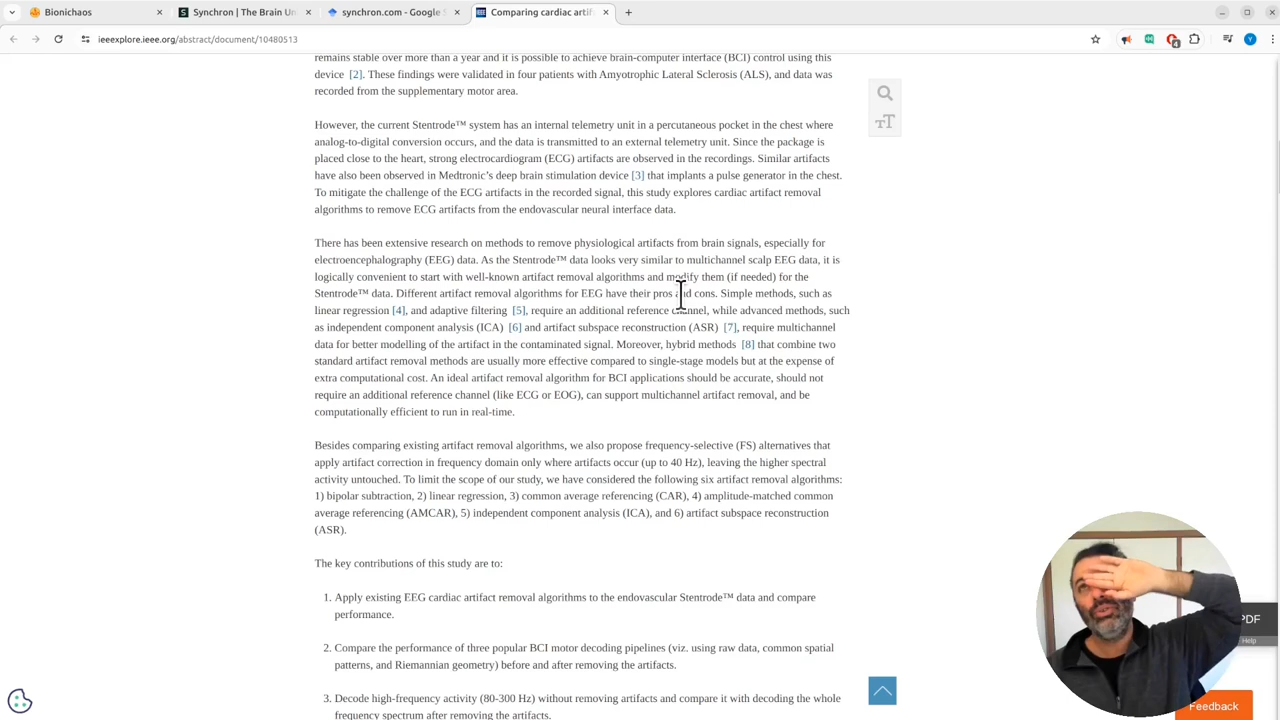 Bionichaos
Synchron | The Brain Un
synchron.com - Google S
Comparing cardiac artif
ieeexplore.ieee.org/abstract/document/10480513
4
Y
remains stable over more than a year and it is possible to achieve brain-computer interface (BCI) control using this
device [2]. These findings were validated in four patients with Amyotrophic Lateral Sclerosis (ALS), and data was
recorded from the supplementary motor area.
However, the current Stentrode™ system has an internal telemetry unit in a percutaneous pocket in the chest where
analog-to-digital conversion occurs, and the data is transmitted to an external telemetry unit. Since the package is
placed close to the heart, strong electrocardiogram (ECG) artifacts are observed in the recordings. Similar artifacts
have also been observed in Medtronic's deep brain stimulation device [3] that implants a pulse generator in the chest.
To mitigate the challenge of the ECG artifacts in the recorded signal, this study explores cardiac artifact removal
algorithms to remove ECG artifacts from the endovascular neural interface data.
There has been extensive research on methods to remove physiological artifacts from brain signals, especially for
electroencephalography (EEG) data. As the Stentrode™ data looks very similar to multichannel scalp EEG data, it is
logically convenient to start with well-known artifact removal algorithms and modify them (if needed) for the
Stentrode™ data. Different artifact removal algorithms for EEG have their pros and cons. Simple methods, such as
linear regression [4], and adaptive filtering [5], require an additional reference channel, while advanced methods, such
as independent component analysis (ICA) [6] and artifact subspace reconstruction (ASR) [7], require multichannel
data for better modelling of the artifact in the contaminated signal. Moreover, hybrid methods [8] that combine two
standard artifact removal methods are usually more effective compared to single-stage models but at the expense of
extra computational cost. An ideal artifact removal algorithm for BCI applications should be accurate, should not
require an additional reference channel (like ECG or EOG), can support multichannel artifact removal, and be
computationally efficient to run in real-time.
Besides comparing existing artifact removal algorithms, we also propose frequency-selective (FS) alternatives that
apply artifact correction in frequency domain only where artifacts occur (up to 40 Hz), leaving the higher spectral
activity untouched. To limit the scope of our study, we have considered the following six artifact removal algorithms:
1) bipolar subtraction, 2) linear regression, 3) common average referencing (CAR), 4) amplitude-matched common
average referencing (AMCAR), 5) independent component analysis (ICA), and 6) artifact subspace reconstruction
(ASR).
The key contributions of this study are to:
1. Apply existing EEG cardiac artifact removal algorithms to the endovascular Stentrode™ data and compare
performance.
2. Compare the performance of three popular BCI motor decoding pipelines (viz. using raw data, common spatial
patterns, and Riemannian geometry) before and after removing the artifacts.
3. Decode high-frequency activity (80-300 Hz) without removing artifacts and compare it with decoding the whole
frequency spectrum after removing the artifacts.
TT
PDF
Help
Feedback